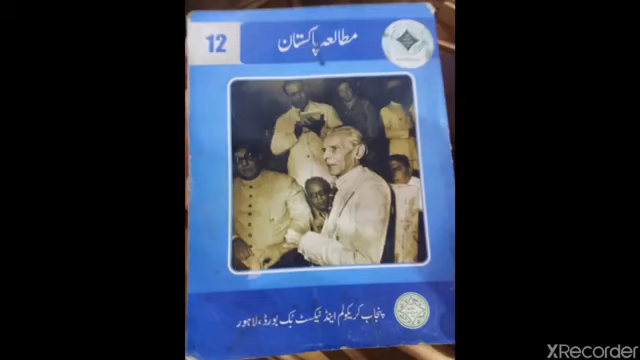 12
مطالعہ پاکستان
پنجاب کریکولم اینڈ ٹیکسٹ بک بورڈ، لاہور
XRecorder